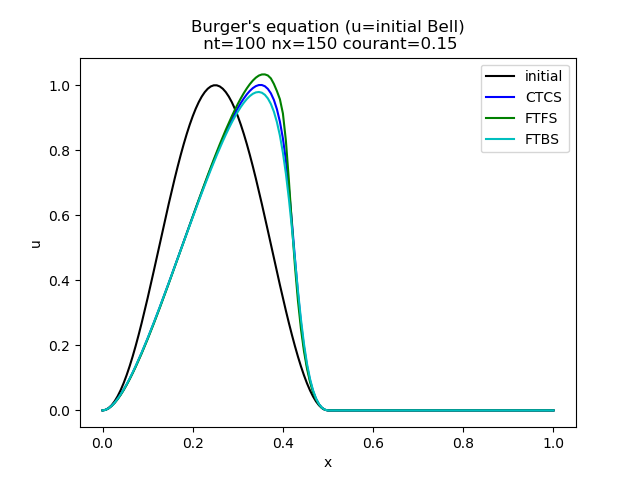 Burger's equation (u=initial Bell)
nt=100 nx=150 courant=0.15
initial
CTCS
FTFS
FTBS
u
1.0
0.8
0.6
0.4
0.2
0.0
0.0 0.2 0.4 0.6 0.8 1.0
x